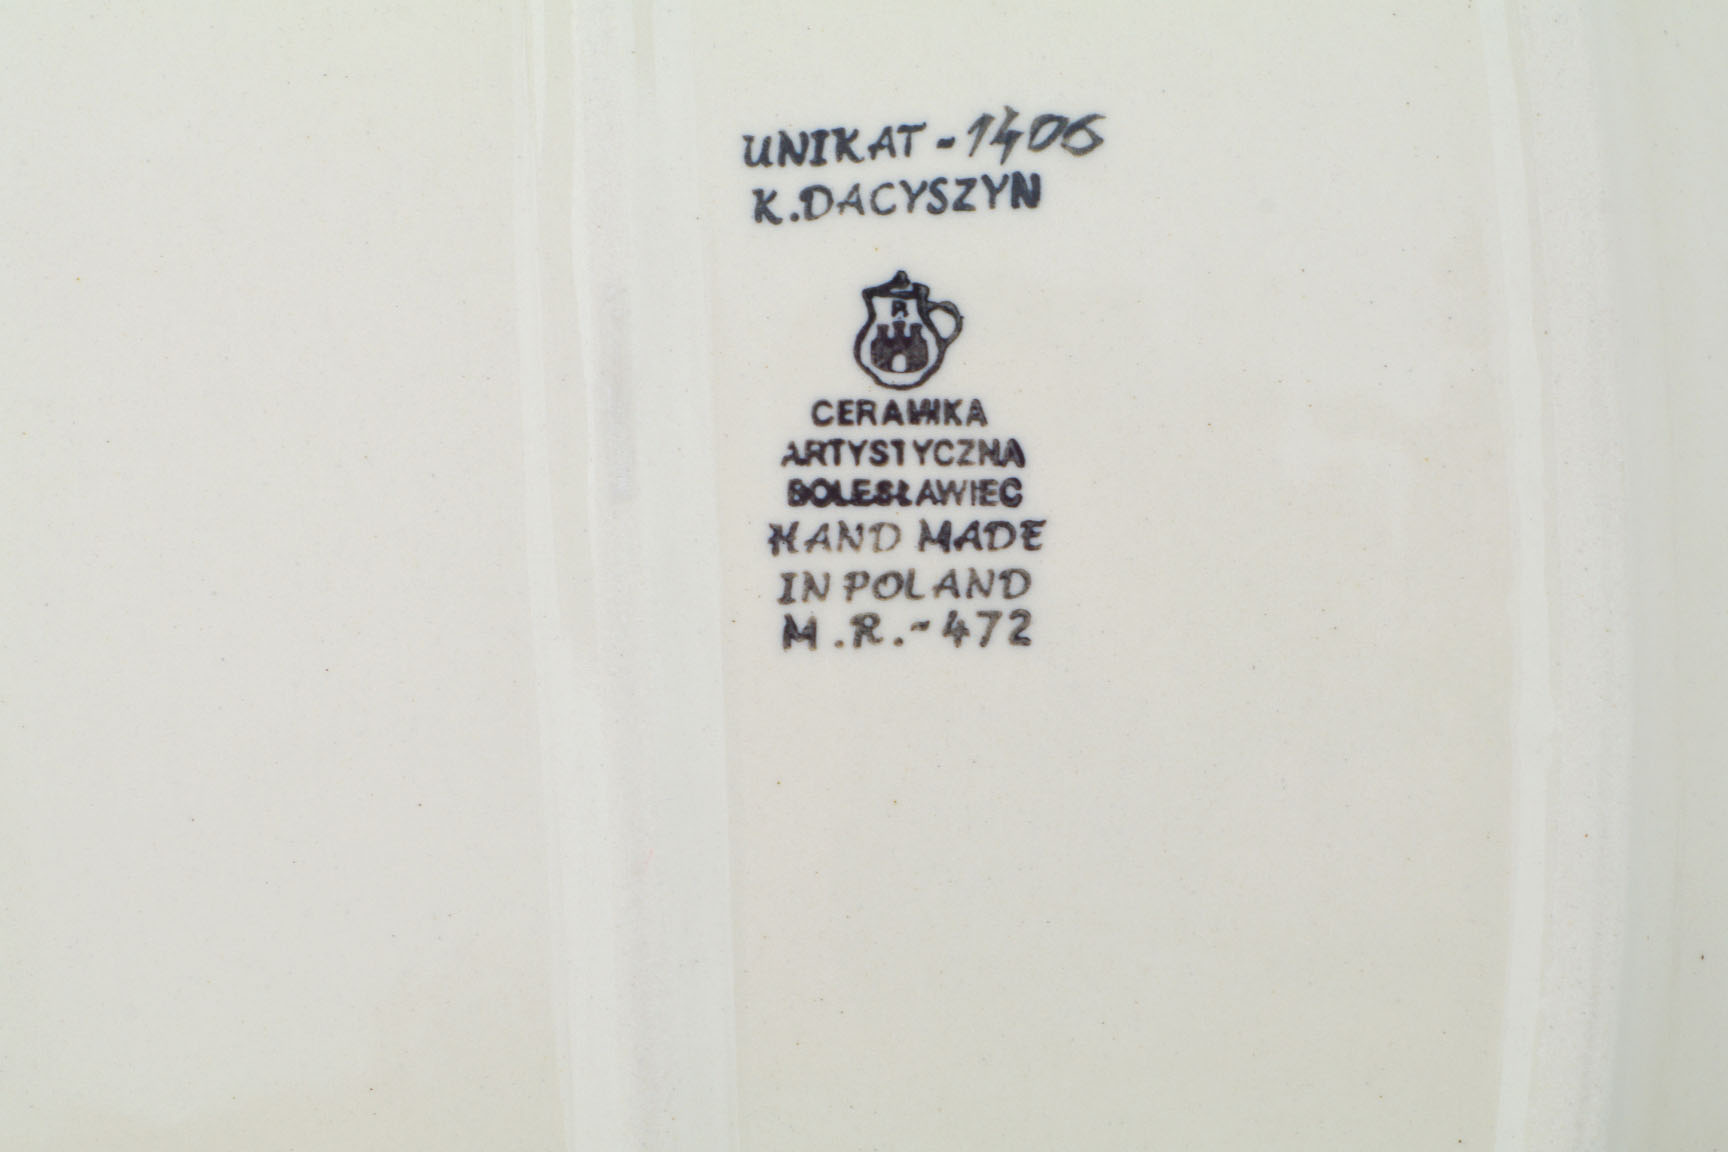 UNIKAT-1406
K.DACYSZYN
R
CERAMIKA
ARTYSTYCZNA
BOLESŁAWIEC
HAND MADE
IN POLAND
M.R.-472